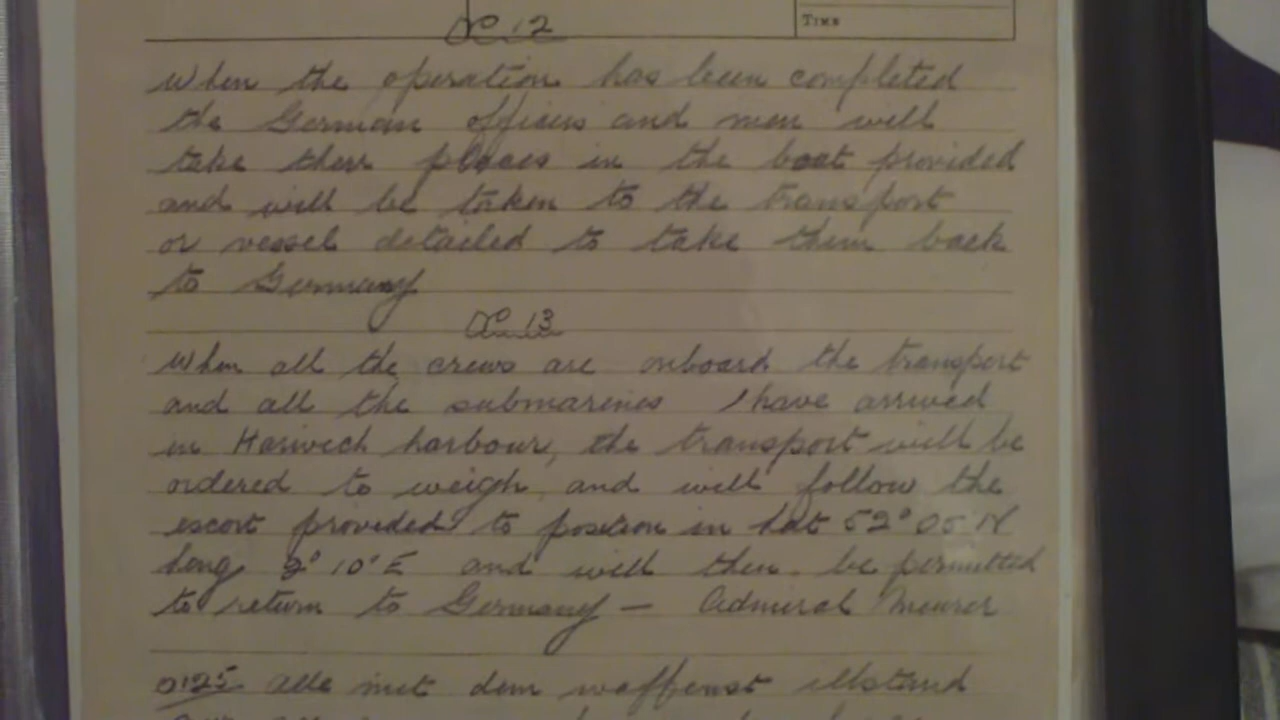 TIME
No 12
When the operation has been completed
the German officers and men will
take their places in the boat provided
and will be taken to the transport
or vessel detailed to take them back
to Germany
No 13
When all the crews are onboard the transport
and all the submarines have arrived
in Harwich harbour, the transport will be
ordered to weigh and will follow the
escort provided to position in Lat 52° 05 N
Long 2° 10' E and will then be permitted
to return to Germany — Admiral Meurer
0125 alle mit dem waffenst illstand